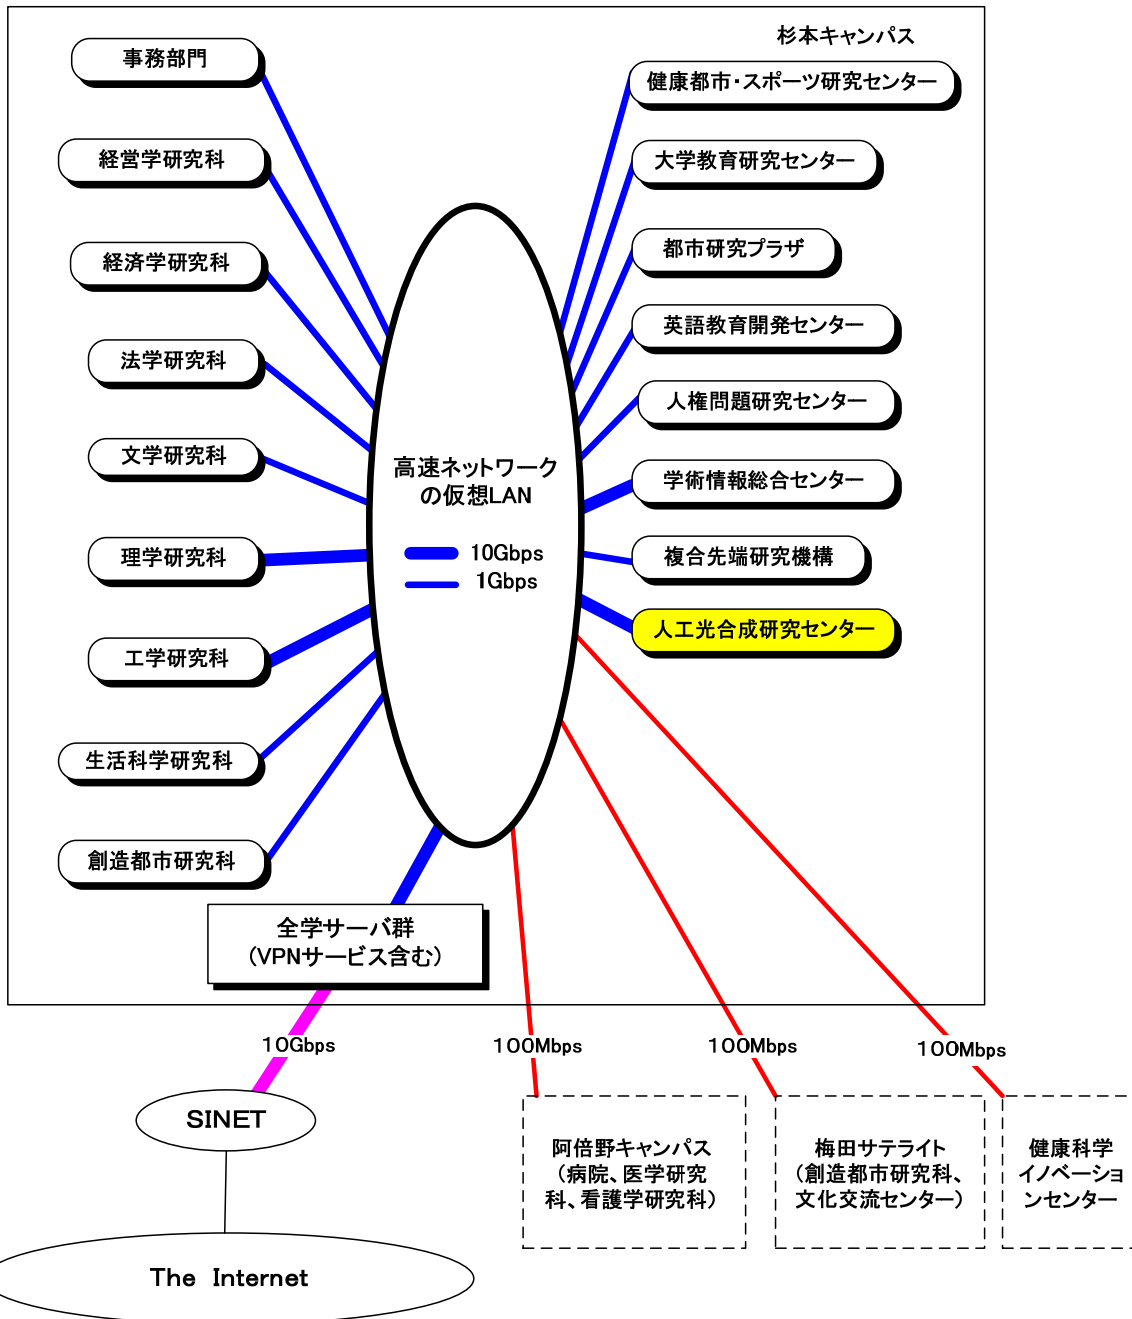 杉本キャンパス
事務部門
経営学研究科
経済学研究科
法学研究科
文学研究科
理学研究科
工学研究科
生活科学研究科
創造都市研究科
健康都市・スポーツ研究センター
大学教育研究センター
都市研究プラザ
英語教育開発センター
人権問題研究センター
学術情報総合センター
複合先端研究機構
人工光合成研究センター
高速ネットワーク
の仮想LAN
10Gbps
1Gbps
全学サーバ群
(VPNサービス含む)
10Gbps
100Mbps
100Mbps
100Mbps
SINET
The Internet
阿倍野キャンパス
(病院、医学研究
科、看護学研究科)
梅田サテライト
(創造都市研究科、
文化交流センター)
健康科学
イノベーショ
ンセンター